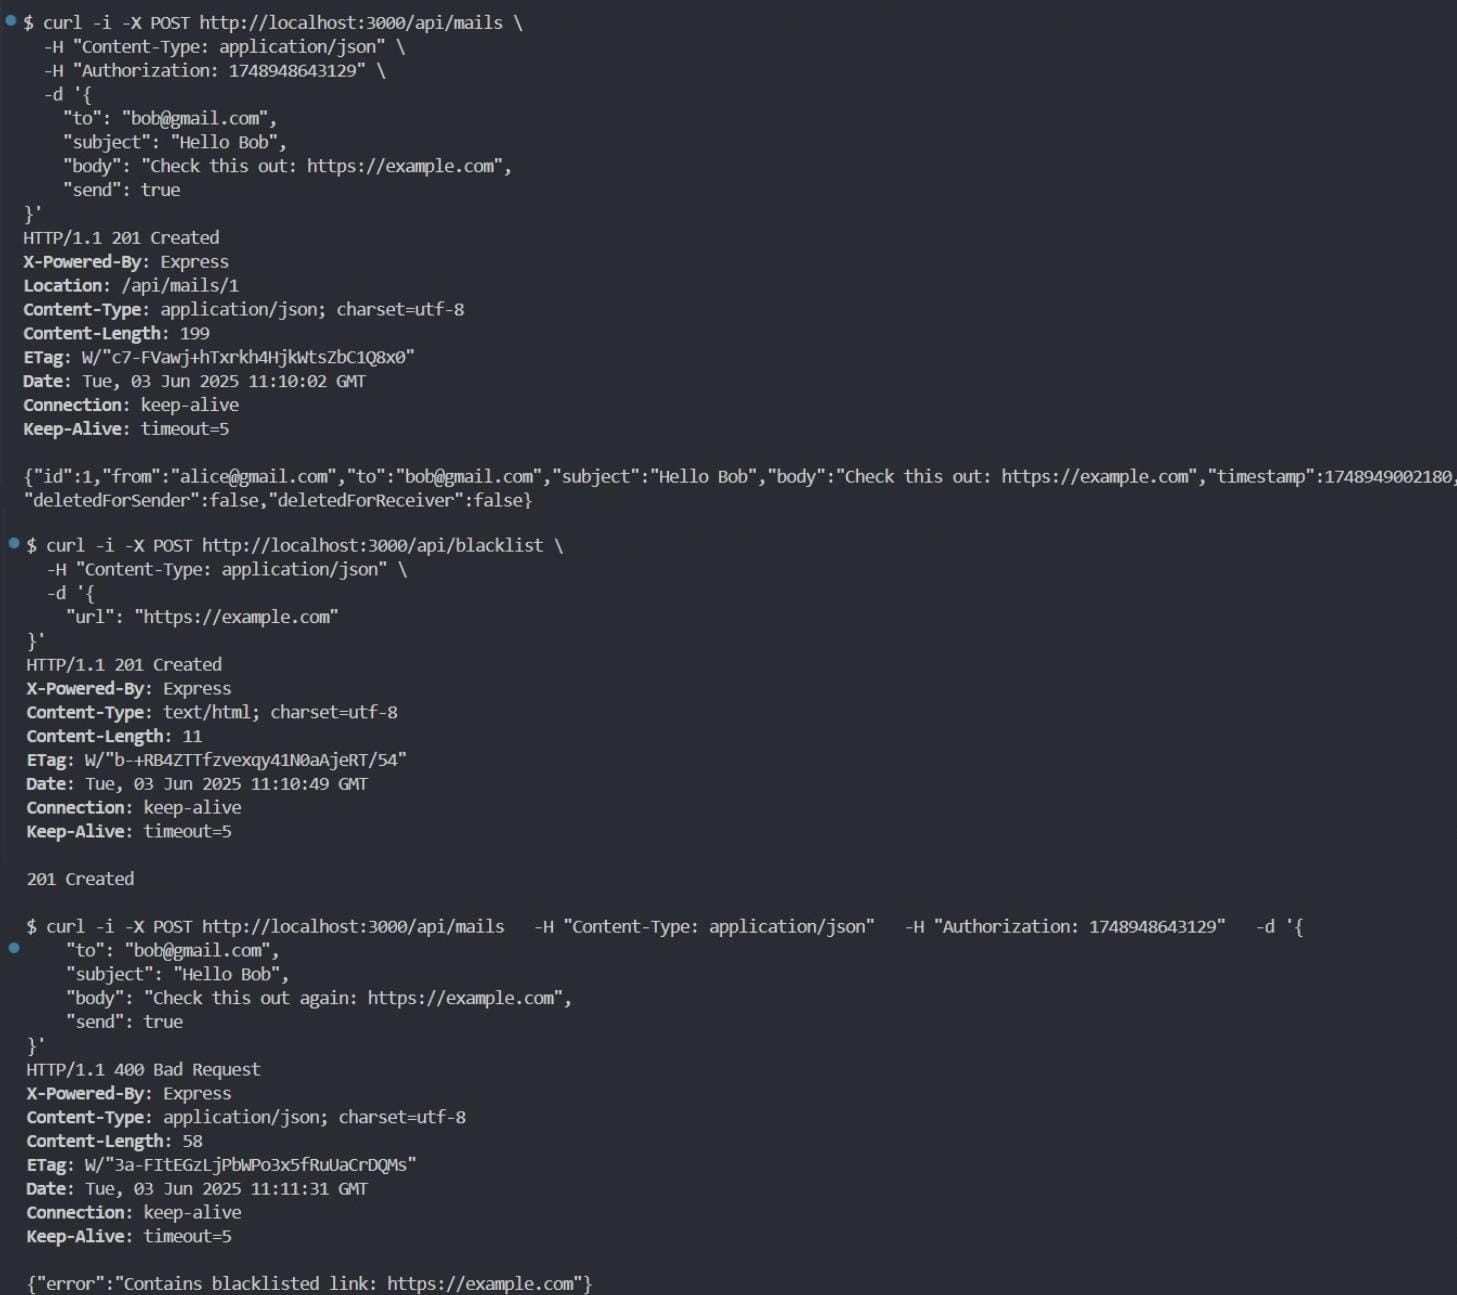 $ curl -i -X POST http://localhost:3000/api/mails \
  -H "Content-Type: application/json" \
  -H "Authorization: 1748948643129" \
  -d '{
    "to": "bob@gmail.com",
    "subject": "Hello Bob",
    "body": "Check this out: https://example.com",
    "send": true
}'
HTTP/1.1 201 Created
X-Powered-By: Express
Location: /api/mails/1
Content-Type: application/json; charset=utf-8
Content-Length: 199
ETag: W/"c7-FVawj+hTxrkh4HjkWtsZbC1Q8x0"
Date: Tue, 03 Jun 2025 11:10:02 GMT
Connection: keep-alive
Keep-Alive: timeout=5

{"id":1,"from":"alice@gmail.com","to":"bob@gmail.com","subject":"Hello Bob","body":"Check this out: https://example.com","timestamp":1748949002180,
"deletedForSender":false,"deletedForReceiver":false}

$ curl -i -X POST http://localhost:3000/api/blacklist \
  -H "Content-Type: application/json" \
  -d '{
    "url": "https://example.com"
}'
HTTP/1.1 201 Created
X-Powered-By: Express
Content-Type: text/html; charset=utf-8
Content-Length: 11
ETag: W/"b-+RB4ZTTfzvexqy41N0aAjeRT/54"
Date: Tue, 03 Jun 2025 11:10:49 GMT
Connection: keep-alive
Keep-Alive: timeout=5

201 Created

$ curl -i -X POST http://localhost:3000/api/mails   -H "Content-Type: application/json"   -H "Authorization: 1748948643129"   -d '{
    "to": "bob@gmail.com",
    "subject": "Hello Bob",
    "body": "Check this out again: https://example.com",
    "send": true
}'
HTTP/1.1 400 Bad Request
X-Powered-By: Express
Content-Type: application/json; charset=utf-8
Content-Length: 58
ETag: W/"3a-FItEGzLjPbWPo3x5fRuUaCrDQMs"
Date: Tue, 03 Jun 2025 11:11:31 GMT
Connection: keep-alive
Keep-Alive: timeout=5

{"error":"Contains blacklisted link: https://example.com"}